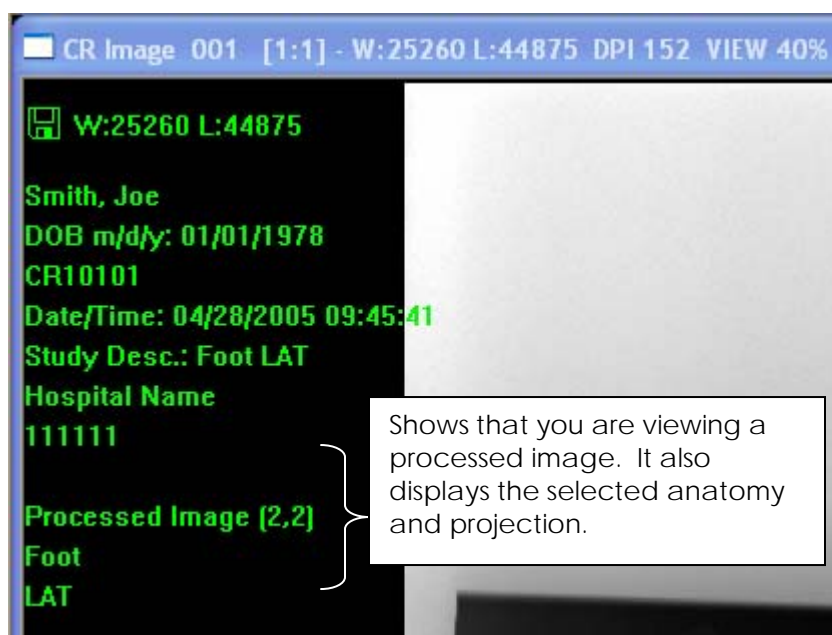 CR Image 001 [1:1] - W:25260 L:44875 DPI 152 VIEW 40%
W:25260 L:44875
Smith, Joe
DOB m/d/y: 01/01/1978
CR10101
Date/Time: 04/28/2005 09:45:41
Study Desc.: Foot LAT
Hospital Name
111111
Processed Image (2,2)
Foot
LAT
Shows that you are viewing a
processed image. It also
displays the selected anatomy
and projection.